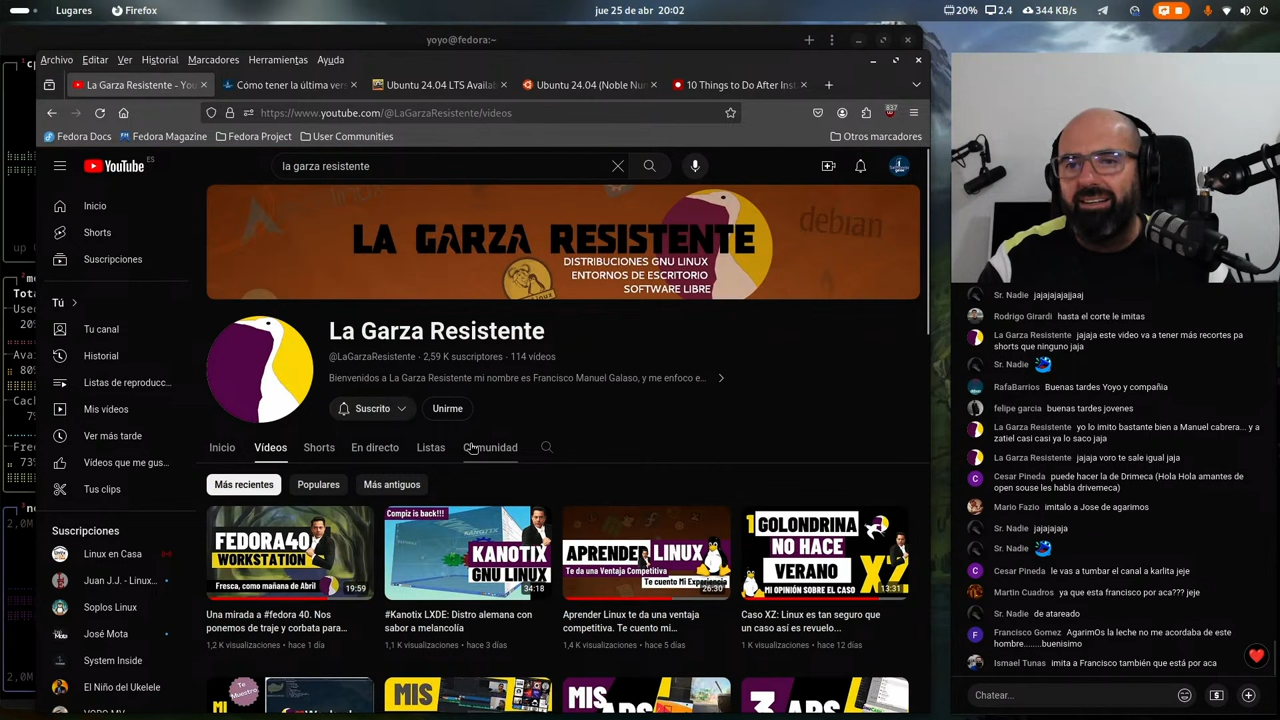 Lugares
Firefox
jue 25 de abr 20:02
20%
2.4
344 KB/s
yoyo@fedora:~
Archivo Editar Ver Historial Marcadores Herramientas Ayuda
La Garza Resistente - You
Cómo tener la última vers
Ubuntu 24.04 LTS Availab
Ubuntu 24.04 (Noble Nu
10 Things to Do After Inst
https://www.youtube.com/@LaGarzaResistente/videos
837
Fedora Docs
Fedora Magazine
Fedora Project
User Communities
Otros marcadores
YouTube ES
la garza resistente
Inicio
Shorts
Suscripciones
Tú
Tu canal
Historial
Listas de reproducc...
Mis vídeos
Ver más tarde
Vídeos que me gus...
Tus clips
Suscripciones
Linux en Casa
Juan J.J. - Linux...
Soplos Linux
José Mota
System Inside
El Niño del Ukelele
LA GARZA RESISTENTE
DISTRIBUCIONES GNU LINUX
ENTORNOS DE ESCRITORIO
SOFTWARE LIBRE
debian
La Garza Resistente
@LaGarzaResistente · 2,59 K suscriptores · 114 vídeos
Bienvenidos a La Garza Resistente mi nombre es Francisco Manuel Galaso, y me enfoco e...
Suscrito
Unirme
Inicio Vídeos Shorts En directo Listas Comunidad
Más recientes Populares Más antiguos
FEDORA40
WORKSTATION
Fresca, como mañana de Abril
19:59
Una mirada a #fedora 40. Nos
ponemos de traje y corbata para...
1,2 K visualizaciones · hace 1 día
Compiz is back!!!
KANOTIX
GNU LINUX
34:18
#Kanotix LXDE: Distro alemana con
sabor a melancolía
1,1 K visualizaciones · hace 3 días
APRENDER LINUX
Te da una Ventaja Competitiva
Te cuento Mi Experiencia
26:30
Aprender Linux te da una ventaja
competitiva. Te cuento mi...
1,4 K visualizaciones · hace 5 días
1 GOLONDRINA
NO HACE
VERANO
MI OPINIÓN SOBRE EL CASO
XZ
13:31
Caso XZ: Linux es tan seguro que
un caso así es revuelo...
1 K visualizaciones · hace 12 días
Te
Muestro,
MIS
MIS
Sr. Nadie jajajajajajjaaj
Rodrigo Girardi hasta el corte le imitas
La Garza Resistente jajaja este video va a tener más recortes pa
shorts que ninguno jaja
Sr. Nadie
RafaBarrios Buenas tardes Yoyo y compañia
felipe garcia buenas tardes jovenes
La Garza Resistente yo lo imito bastante bien a Manuel cabrera... y a
zatiel casi casi ya lo saco jaja
La Garza Resistente jajaja voro te sale igual jaja
Cesar Pineda puede hacer la de Drimeca (Hola Hola amantes de
open souse les habla drivemeca)
Mario Fazio imitalo a Jose de agarimos
Sr. Nadie jajajajaja
Sr. Nadie
Cesar Pineda le vas a tumbar el canal a karlita jeje
Martin Cuadros ya que esta francisco por aca??? jeje
Sr. Nadie de atareado
Francisco Gomez AgarimOs la leche no me acordaba de este
hombre........buenisimo
Ismael Tunas imita a Francisco también que está por aca
Chatear...